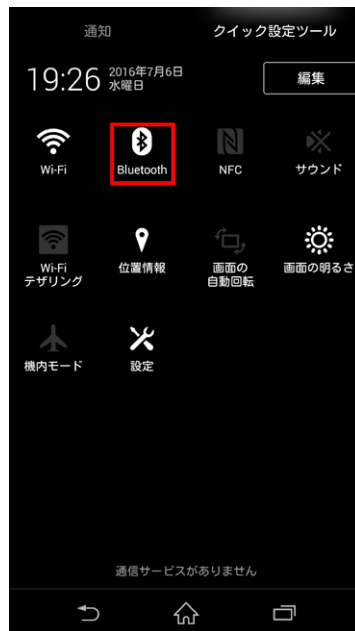 通知
クイック設定ツール
19:26
2016年7月6日
水曜日
編集
Wi-Fi
Bluetooth
NFC
サウンド
Wi-Fi
テザリング
位置情報
画面の
自動回転
画面の明るさ
機内モード
設定
通信サービスがありません